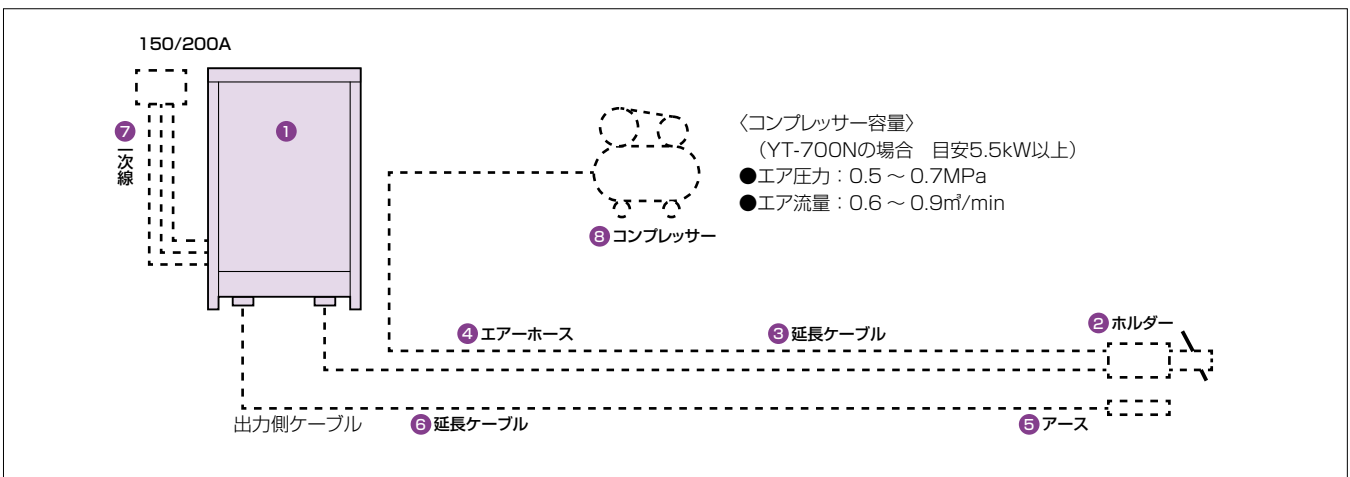 150/200A
❶
❼
一次線
〈コンプレッサー容量〉
（YT-700Nの場合　目安5.5kW以上）
●エア圧力：0.5 ～ 0.7MPa
●エア流量：0.6 ～ 0.9㎥/min
❽ コンプレッサー
❹ エアーホース
❸ 延長ケーブル
❷ ホルダー
出力側ケーブル
❻ 延長ケーブル
❺ アース